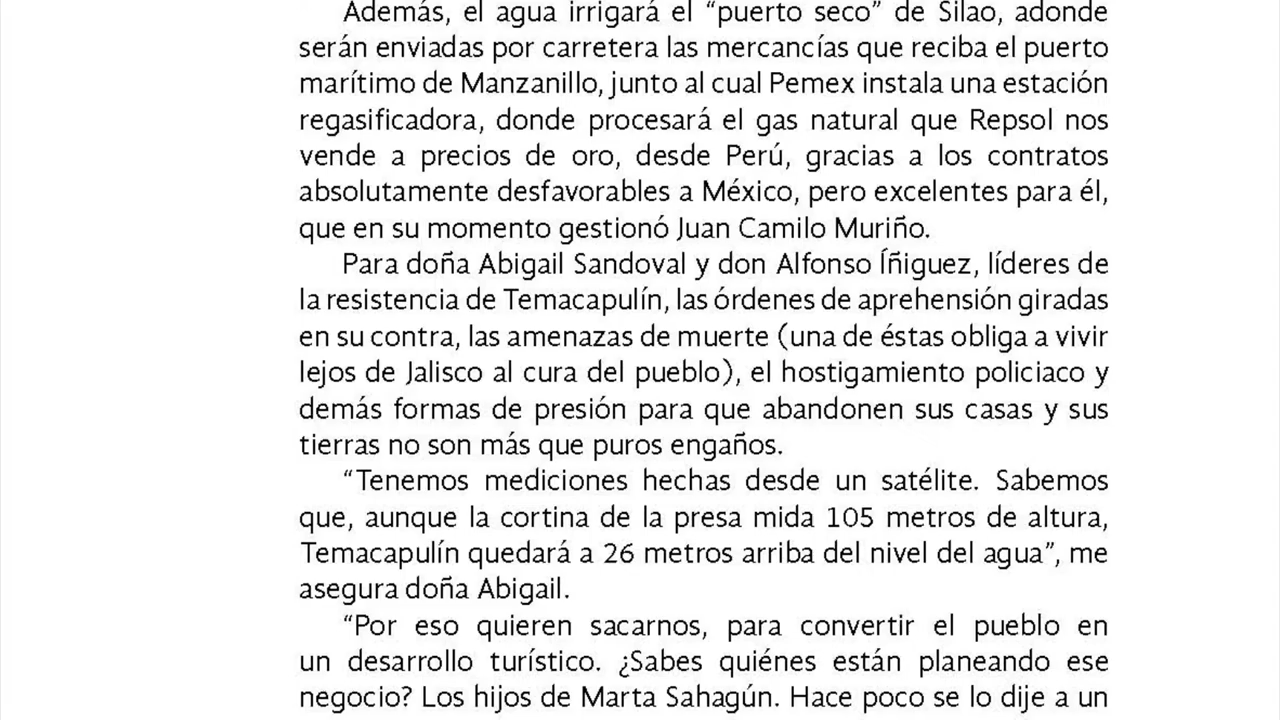 Además, el agua irrigará el “puerto seco” de Silao, adonde
serán enviadas por carretera las mercancías que reciba el puerto
marítimo de Manzanillo, junto al cual Pemex instala una estación
regasificadora, donde procesará el gas natural que Repsol nos
vende a precios de oro, desde Perú, gracias a los contratos
absolutamente desfavorables a México, pero excelentes para él,
que en su momento gestionó Juan Camilo Muriño.
Para doña Abigail Sandoval y don Alfonso Íñiguez, líderes de
la resistencia de Temacapulín, las órdenes de aprehensión giradas
en su contra, las amenazas de muerte (una de éstas obliga a vivir
lejos de Jalisco al cura del pueblo), el hostigamiento policiaco y
demás formas de presión para que abandonen sus casas y sus
tierras no son más que puros engaños.
“Tenemos mediciones hechas desde un satélite. Sabemos
que, aunque la cortina de la presa mida 105 metros de altura,
Temacapulín quedará a 26 metros arriba del nivel del agua”, me
asegura doña Abigail.
“Por eso quieren sacarnos, para convertir el pueblo en
un desarrollo turístico. ¿Sabes quiénes están planeando ese
negocio? Los hijos de Marta Sahagún. Hace poco se lo dije a un